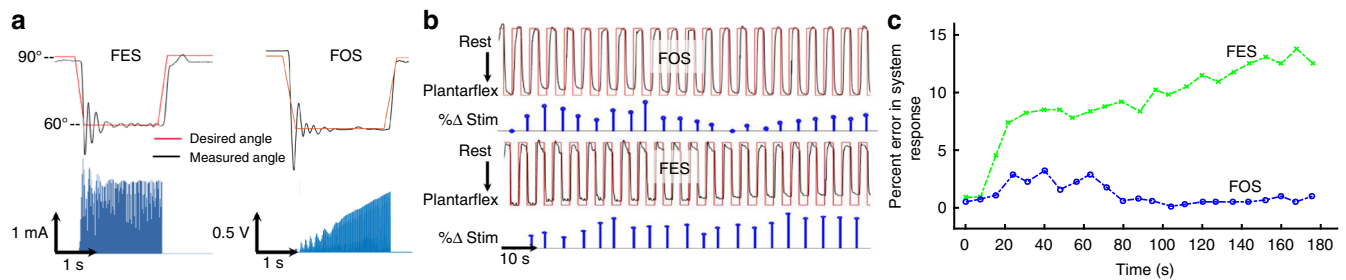 a
FES
FOS
90°
60°
Desired angle
Measured angle
1 mA
1 s
0.5 V
1 s
b
Rest
FOS
Plantarflex
%Δ Stim
Rest
FES
Plantarflex
%Δ Stim
10 s
c
Percent error in system
response
15
10
5
0
FES
FOS
0 20 40 60 80 100 120 140 160 180
Time (s)